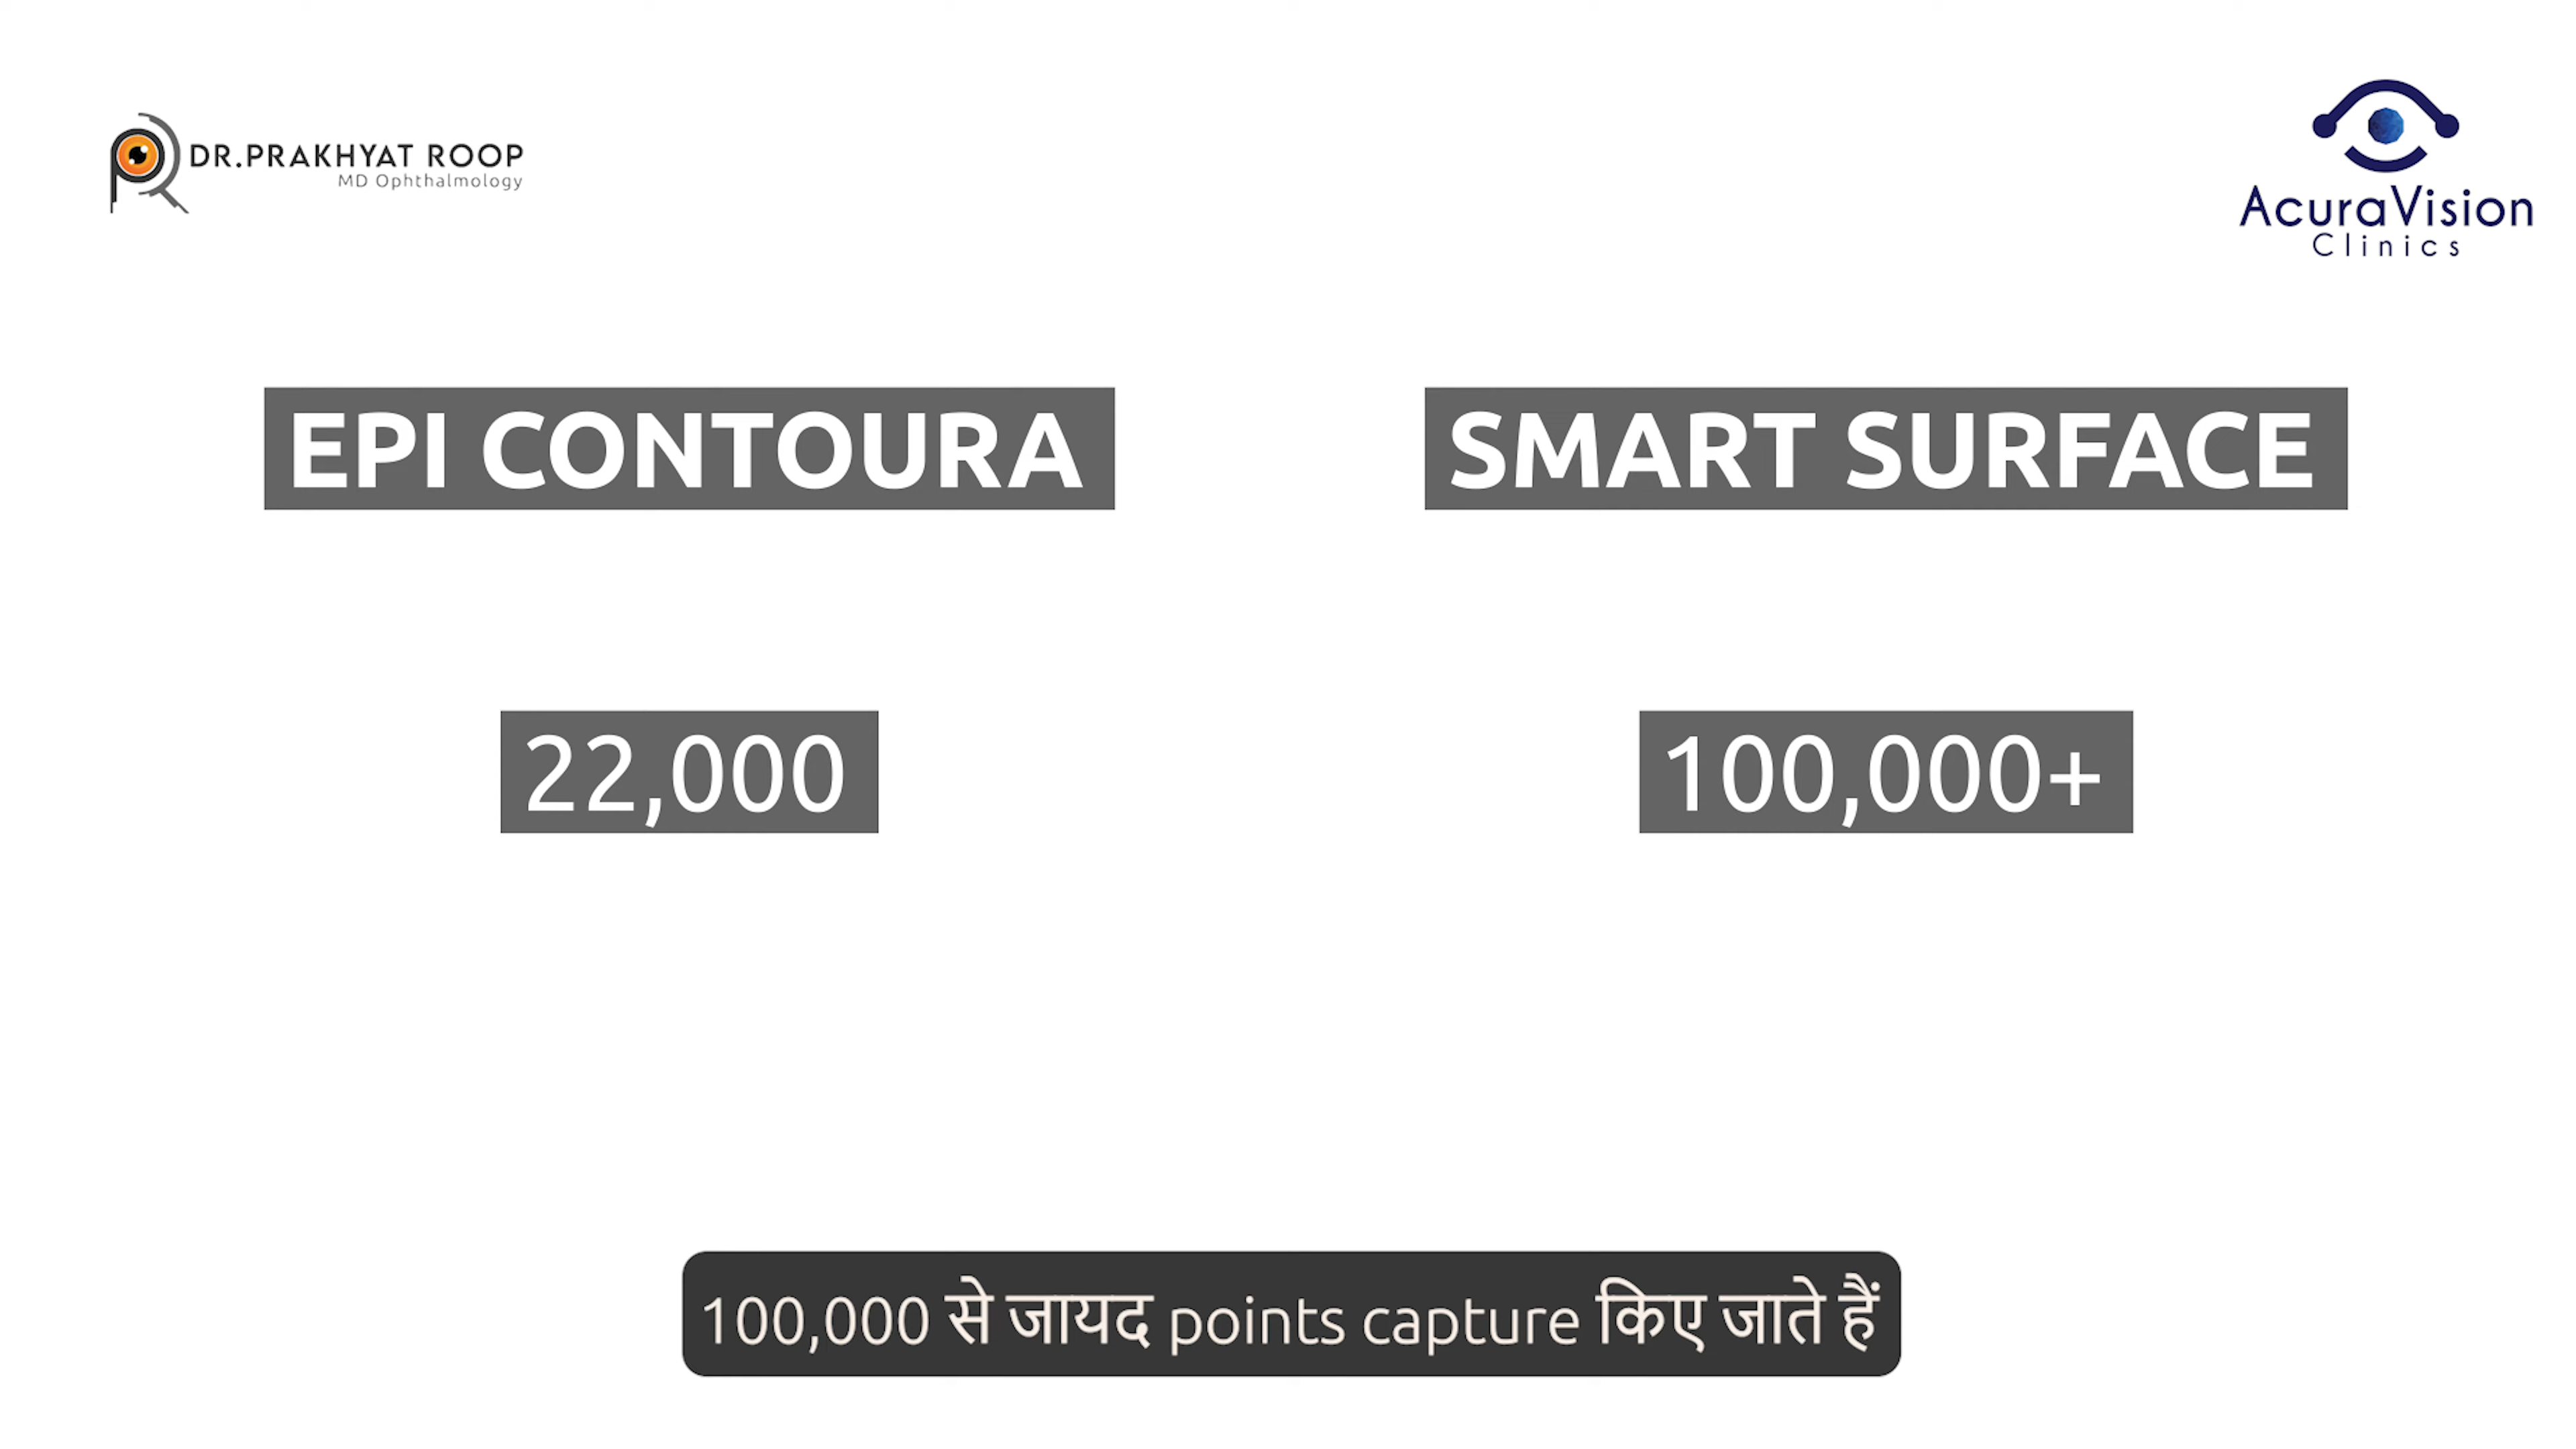 DR.PRAKHYAT ROOP
MD Ophthalmology
AcuraVision
Clinics
EPI CONTOURA
SMART SURFACE
22,000
100,000+
100,000 से जायद points capture किए जाते हैं